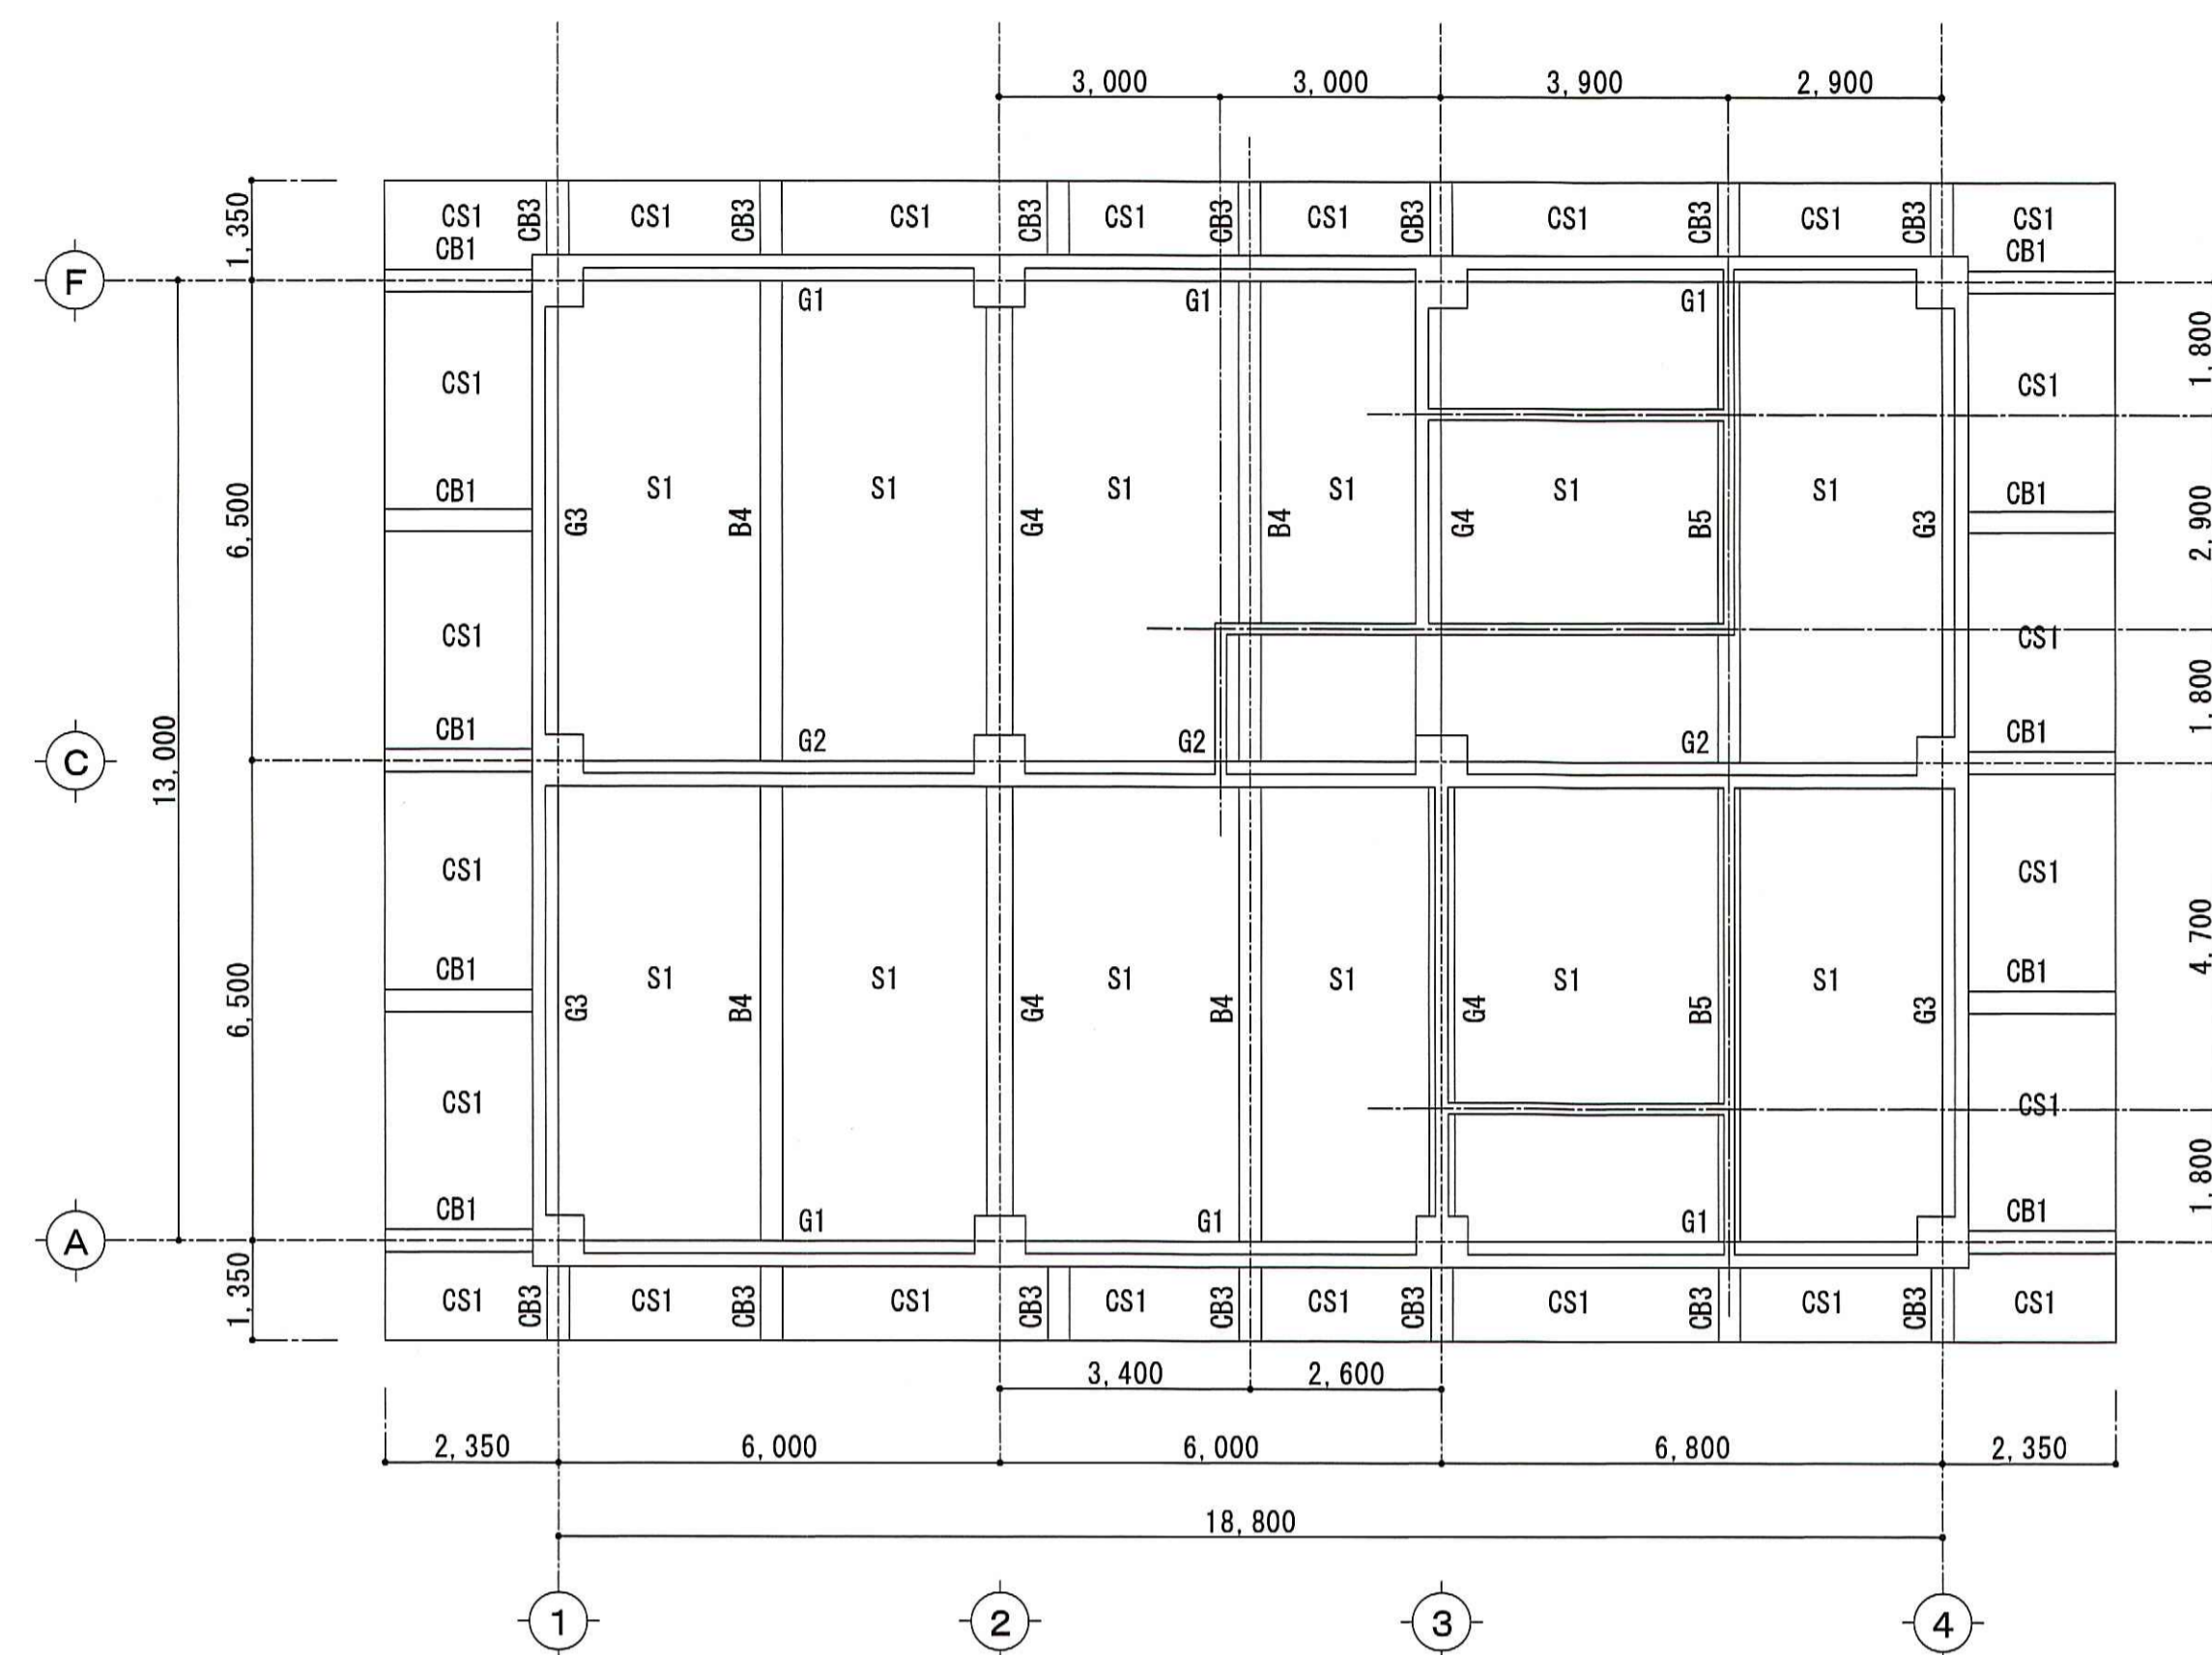 3,000 3,000 3,900 2,900
CS1 CB3 CS1 CB3 CS1 CB3 CS1 CB3 CS1 CB3 CS1 CB3 CS1 CB3 CS1
1,350
CB1 CB1
F
G1 G1 G1
1,800
CS1 CS1
S1 S1 S1 S1 S1 S1
CB1 CB1
6,500
G3 B4 G4 B4 G4 B5 G3
2,900
CS1 CS1
1,800
CB1 G2 G2 G2 CB1
C
13,000
CS1 CS1
4,700
CB1 S1 S1 S1 S1 S1 S1 CB1
6,500
G3 B4 G4 B4 G4 B5 G3
CS1 CS1
1,800
CB1 G1 G1 G1 CB1
A
1,350
CS1 CB3 CS1 CB3 CS1 CB3 CS1 CB3 CS1 CB3 CS1 CB3 CS1 CB3 CS1
3,400 2,600
2,350 6,000 6,000 6,800 2,350
18,800
1 2 3 4